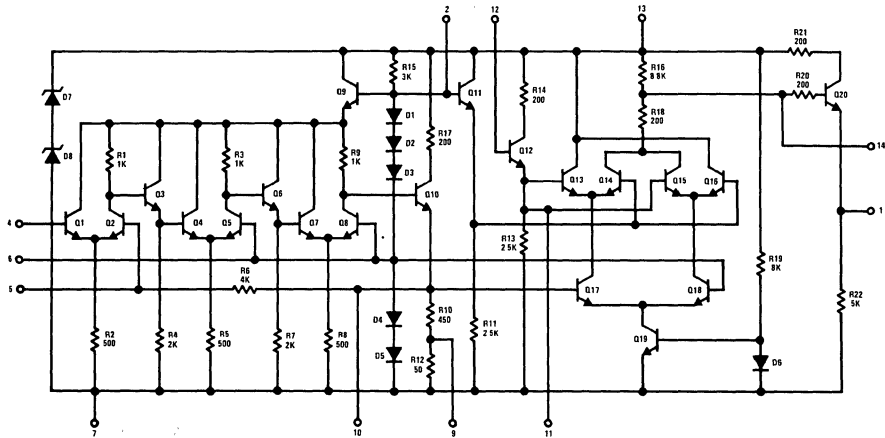 2
12
13
R21
200
R15
3K
R16
8 8K
Q9
Q11
R14
200
R20
200
Q20
D7
D1
R17
200
R18
200
D2
Q12
14
D8
R1
1K
R3
1K
R9
1K
D3
Q3
Q6
Q10
Q13
Q14
Q15
Q16
4
Q1
Q2
Q4
Q5
Q7
Q8
1
R13
2 5K
6
R19
8K
R6
4K
Q17
Q18
5
R22
5K
D4
R10
450
R2
500
R4
2K
R5
500
R7
2K
R8
500
R11
2 5K
Q19
D5
R12
50
D6
7
10
9
11